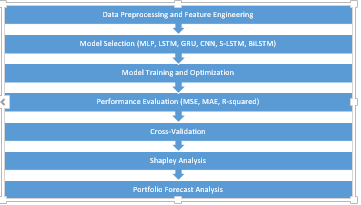 Data Preprocessing and Feature Engineering
Model Selection (MLP, LSTM, GRU, CNN, S-LSTM, BiLSTM)
Model Training and Optimization
Performance Evaluation (MSE, MAE, R-squared)
Cross-Validation
Shapley Analysis
Portfolio Forecast Analysis